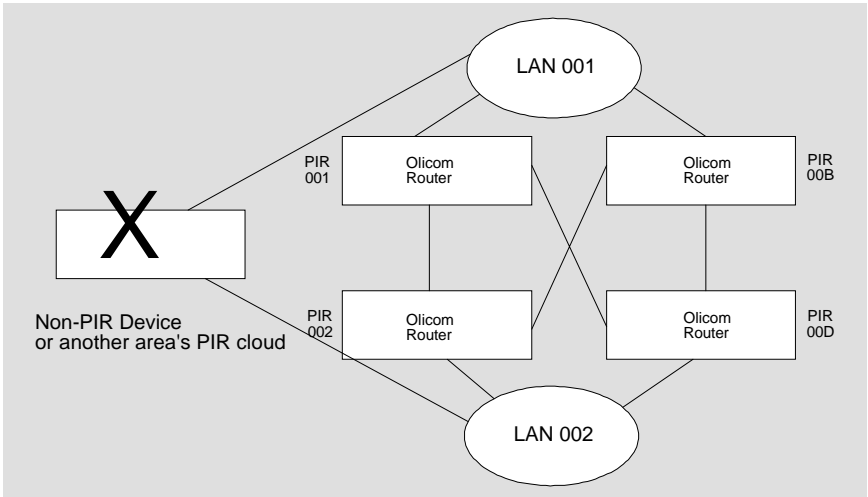 LAN 001
PIR
001
Olicom
Router
Olicom
Router
PIR
00B
X
Non-PIR Device
or another area's PIR cloud
PIR
002
Olicom
Router
Olicom
Router
PIR
00D
LAN 002